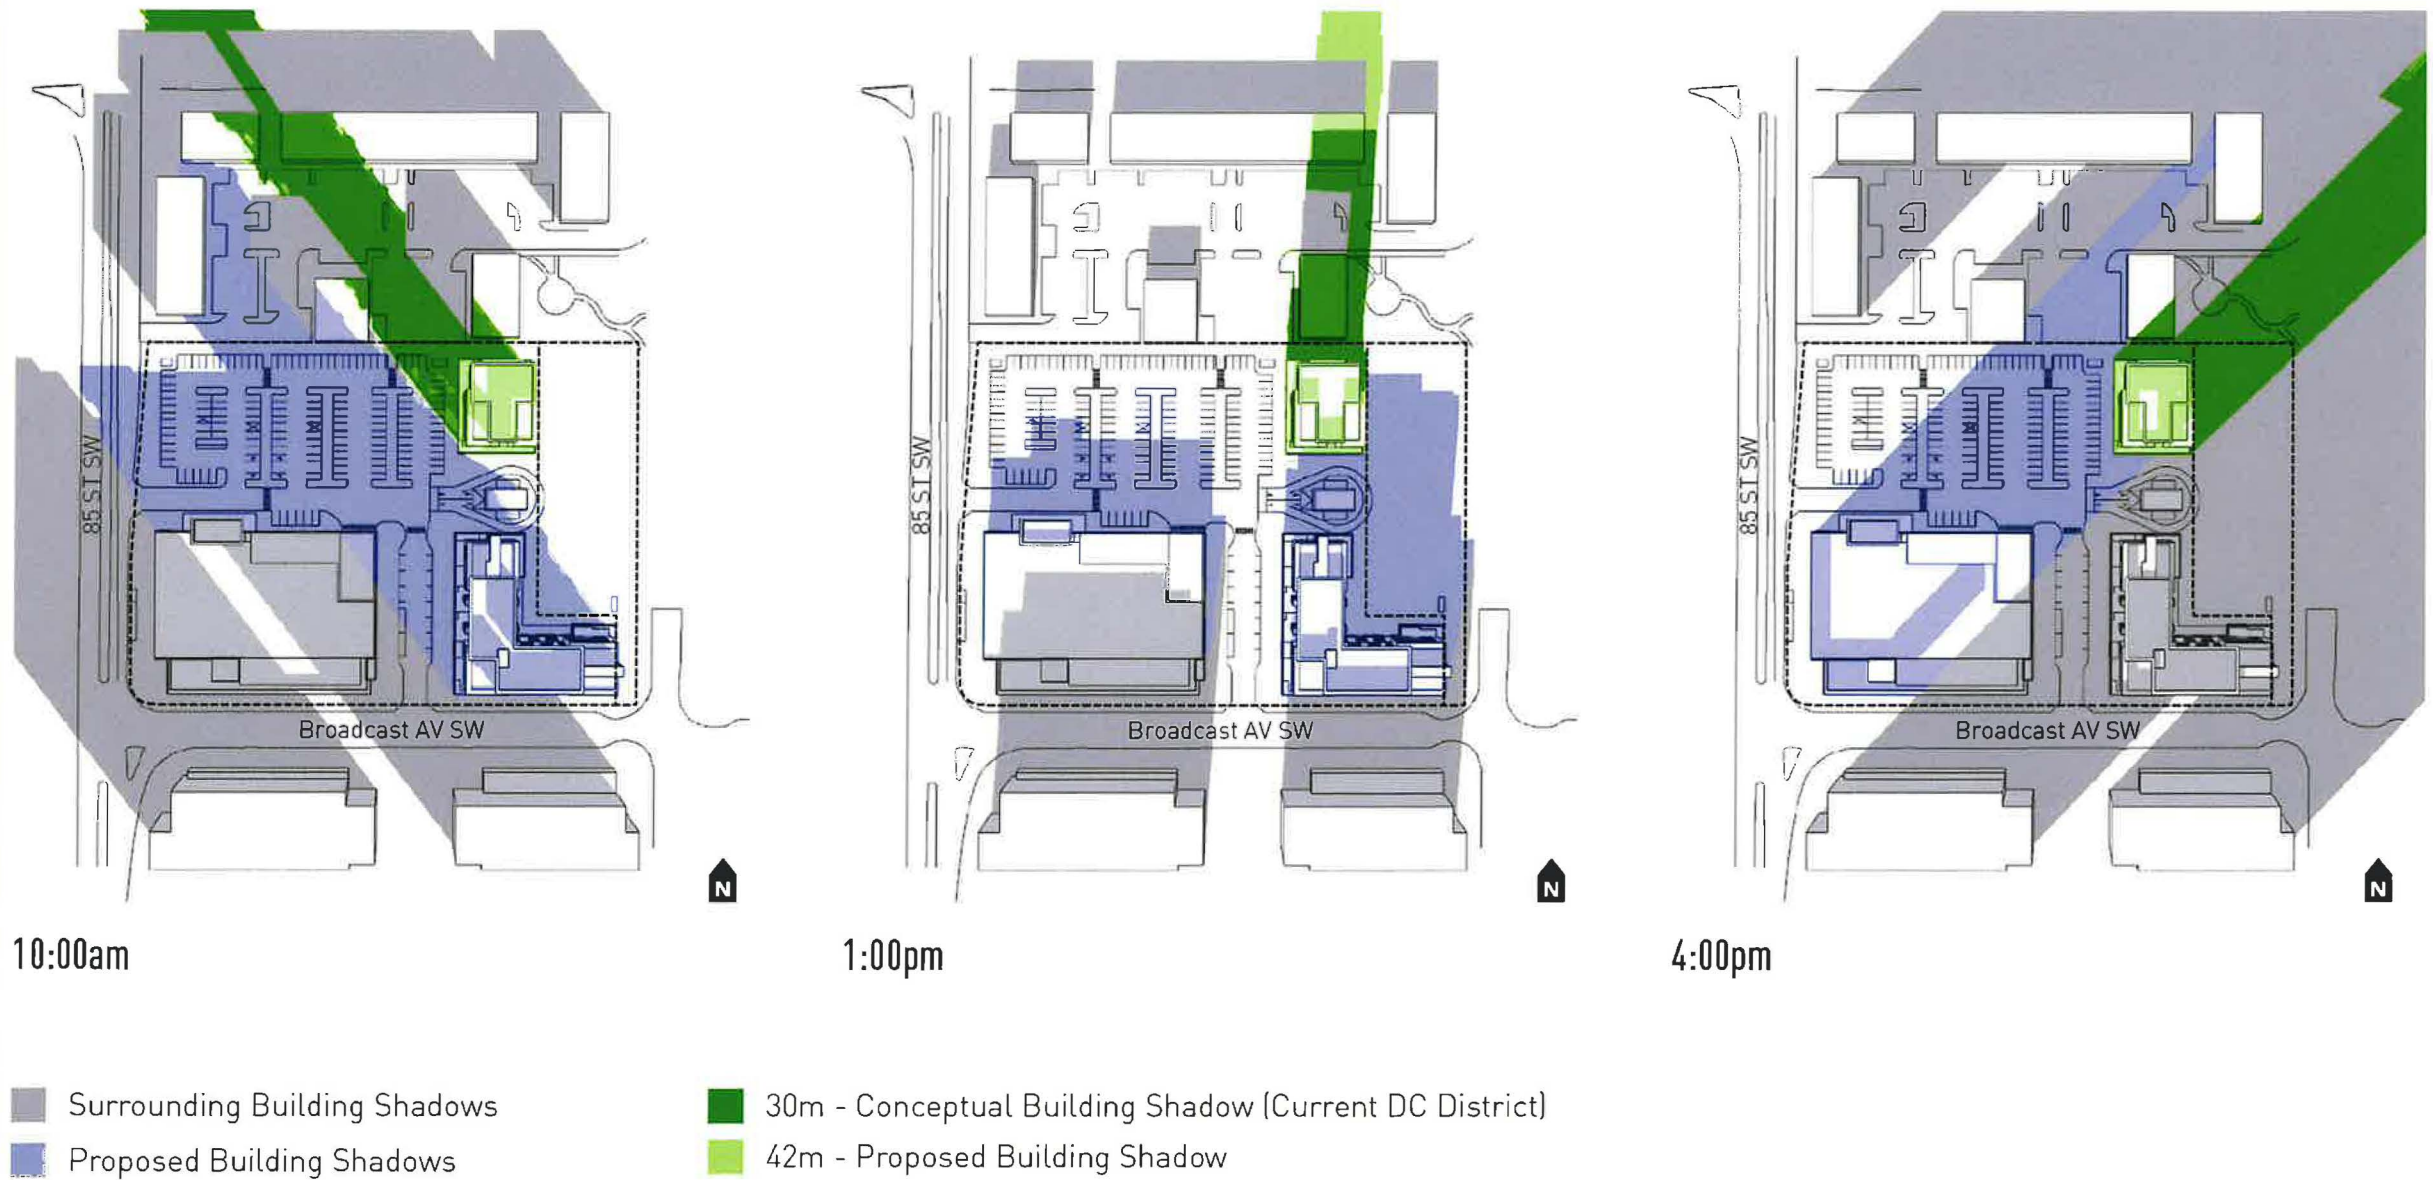 85 ST SW
85 ST SW
85 ST SW
Broadcast AV SW
Broadcast AV SW
Broadcast AV SW
N
N
N
10:00am
1:00pm
4:00pm
Surrounding Building Shadows
30m - Conceptual Building Shadow (Current DC District)
Proposed Building Shadows
42m - Proposed Building Shadow